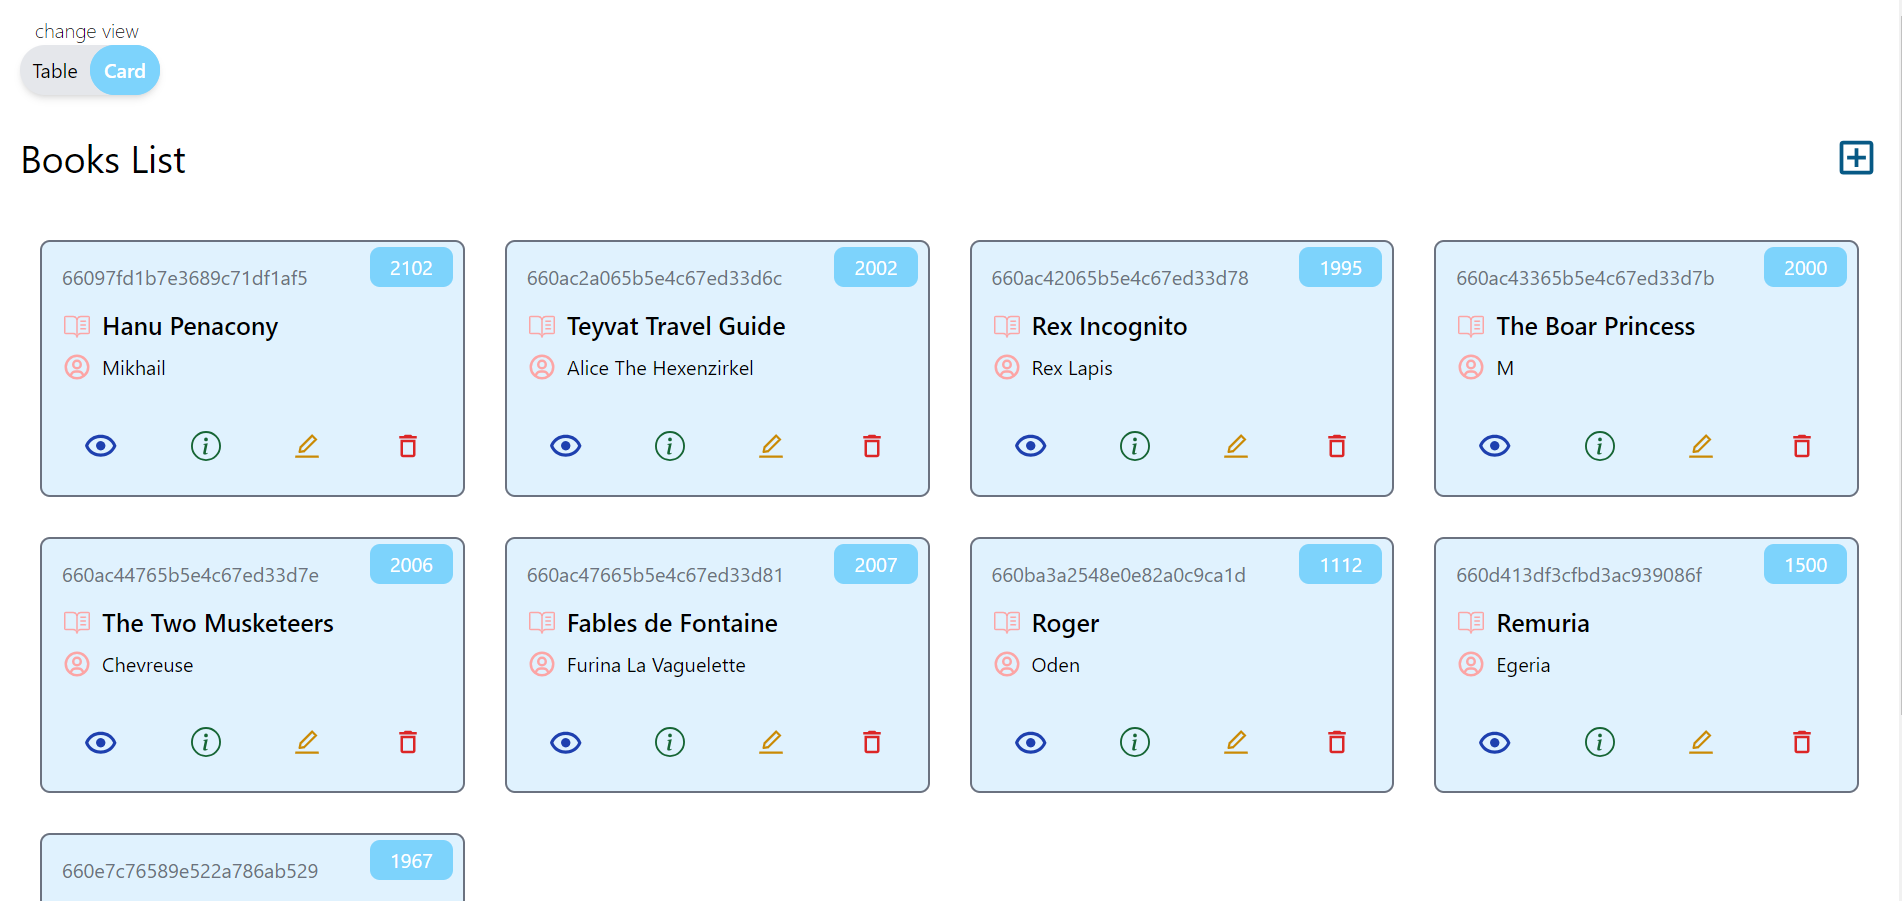 change view
Table Card
Books List
66097fd1b7e3689c71df1af5 2102
Hanu Penacony
Mikhail
660ac2a065b5e4c67ed33d6c 2002
Teyvat Travel Guide
Alice The Hexenzirkel
660ac42065b5e4c67ed33d78 1995
Rex Incognito
Rex Lapis
660ac43365b5e4c67ed33d7b 2000
The Boar Princess
M
660ac44765b5e4c67ed33d7e 2006
The Two Musketeers
Chevreuse
660ac47665b5e4c67ed33d81 2007
Fables de Fontaine
Furina La Vaguelette
660ba3a2548e0e82a0c9ca1d 1112
Roger
Oden
660d413df3cfbd3ac939086f 1500
Remuria
Egeria
660e7c76589e522a786ab529 1967